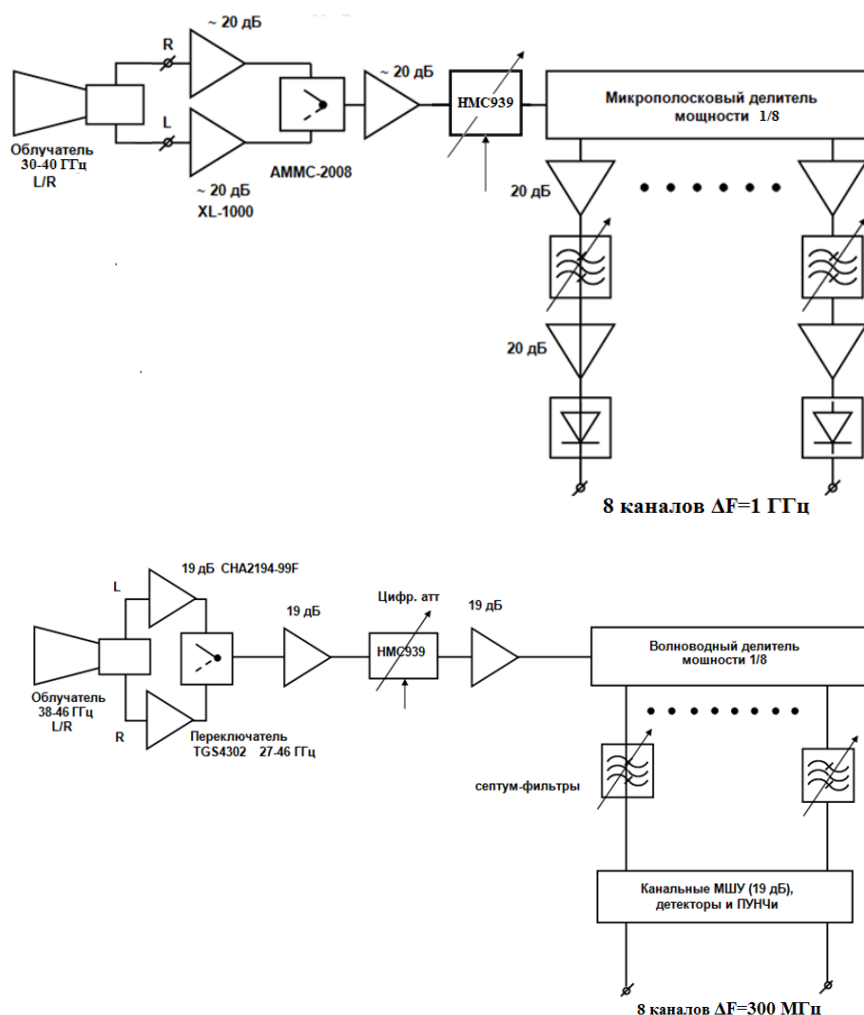 ~ 20 дБ
R
~ 20 дБ
HMC939
Микрополосковый делитель
мощности 1/8
L
Облучатель
30-40 ГГц
L/R
АММС-2008
~ 20 дБ
XL-1000
20 дБ
20 дБ
8 каналов ΔF=1 ГГц
19 дБ CHA2194-99F
L
19 дБ
Цифр. атт
19 дБ
HMC939
Волноводный делитель
мошности 1/8
Облучатель
38-46 ГГц
L/R
R
Переключатель
TGS4302 27-46 ГГц
септум-фильтры
Канальные МШУ (19 дБ),
детекторы и ПУНЧи
8 каналов ΔF=300 МГц